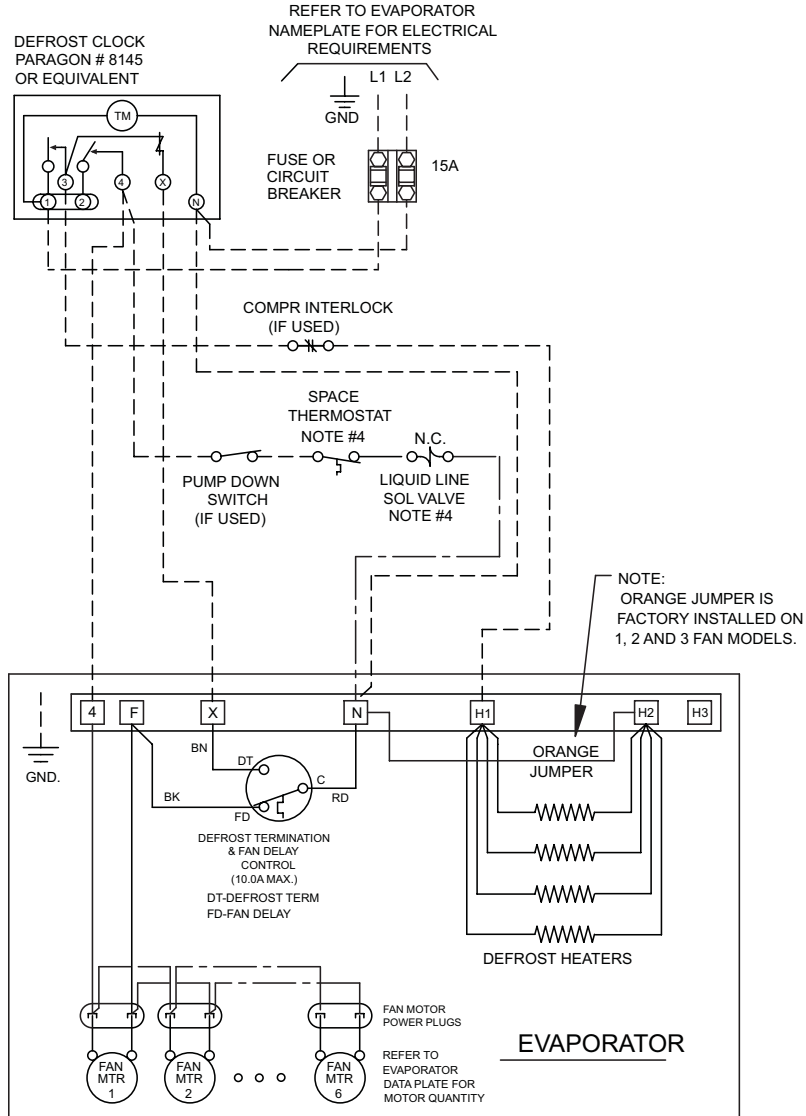 DEFROST CLOCK
PARAGON # 8145
OR EQUIVALENT
REFER TO EVAPORATOR
NAMEPLATE FOR ELECTRICAL
REQUIREMENTS
L1 L2
GND
TM
FUSE OR
CIRCUIT
BREAKER
15A
3
4
X
1
2
N
COMPR INTERLOCK
(IF USED)
SPACE
THERMOSTAT
NOTE #4
N.C.
PUMP DOWN
SWITCH
(IF USED)
LIQUID LINE
SOL VALVE
NOTE #4
NOTE:
ORANGE JUMPER IS
FACTORY INSTALLED ON
1, 2 AND 3 FAN MODELS.
4
F
X
N
H1
H2
H3
GND.
BN
DT
C
RD
BK
FD
ORANGE
JUMPER
DEFROST TERMINATION
& FAN DELAY
CONTROL
(10.0A MAX.)
DT-DEFROST TERM
FD-FAN DELAY
DEFROST HEATERS
FAN MOTOR
POWER PLUGS
FAN
MTR
1
FAN
MTR
2
FAN
MTR
6
REFER TO
EVAPORATOR
DATA PLATE FOR
MOTOR QUANTITY
EVAPORATOR